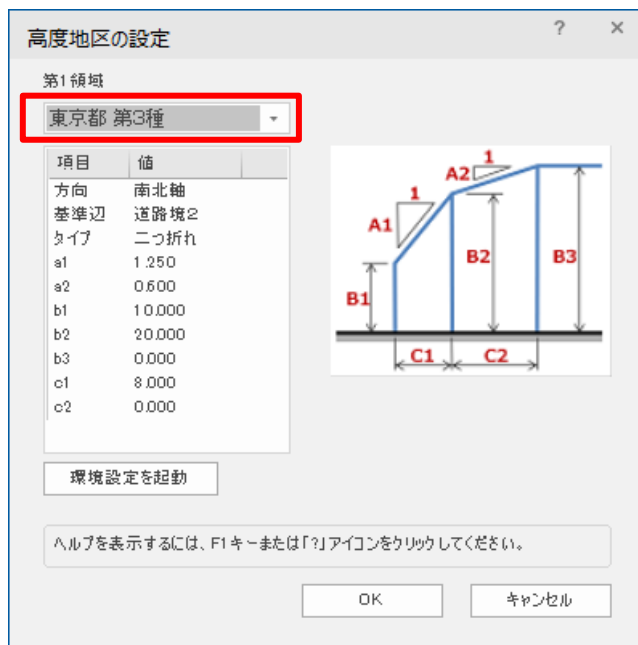 高度地区の設定
? ×
第1領域
東京都 第3種
項目 値
方向 南北軸
基準辺 道路境2
タイプ 二つ折れ
a1 1.250
a2 0.600
b1 10.000
b2 20.000
b3 0.000
c1 8.000
c2 0.000
1
A2
1
A1
B2
B3
B1
C1
C2
環境設定を起動
ヘルプを表示するには、F1キーまたは「?」アイコンをクリックしてください。
OK
キャンセル